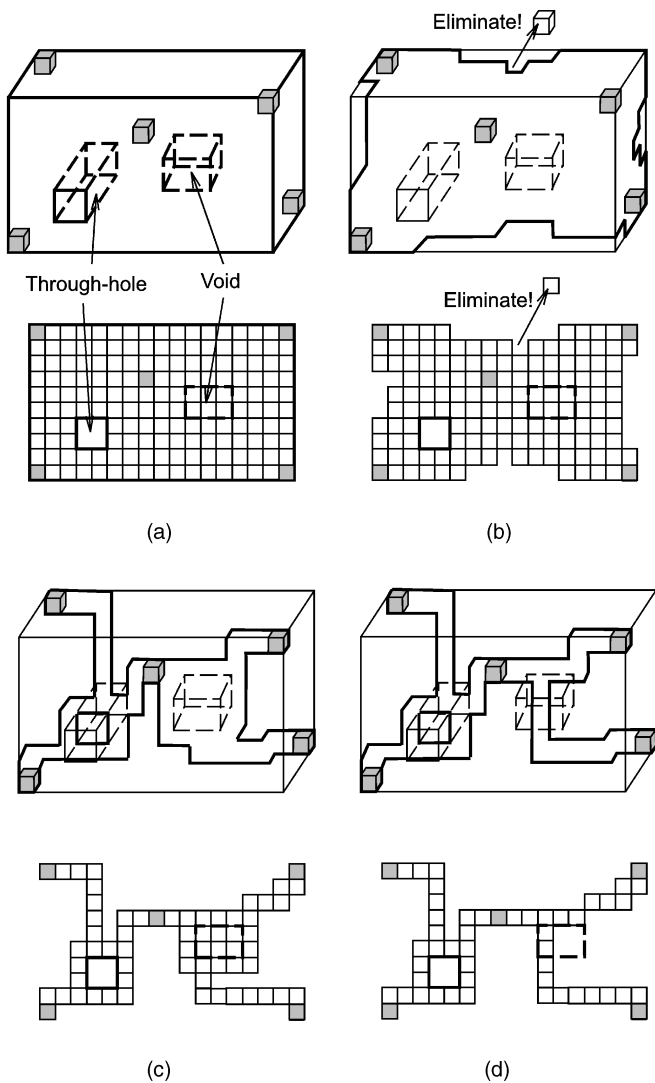 Eliminate!
Through-hole
Void
Eliminate!
(a)
(b)
(c)
(d)